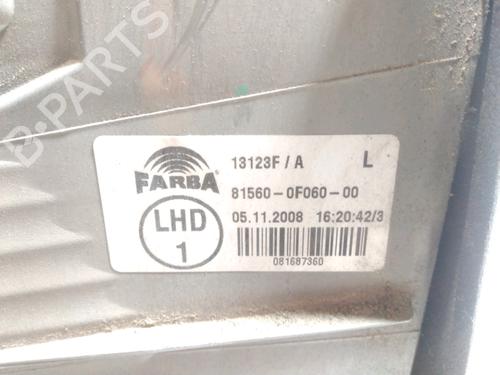 B-PARTS
FARBA
13123F / A L
81560-0F060-00
05.11.2008 16:20:42/3
LHD
1
081687360